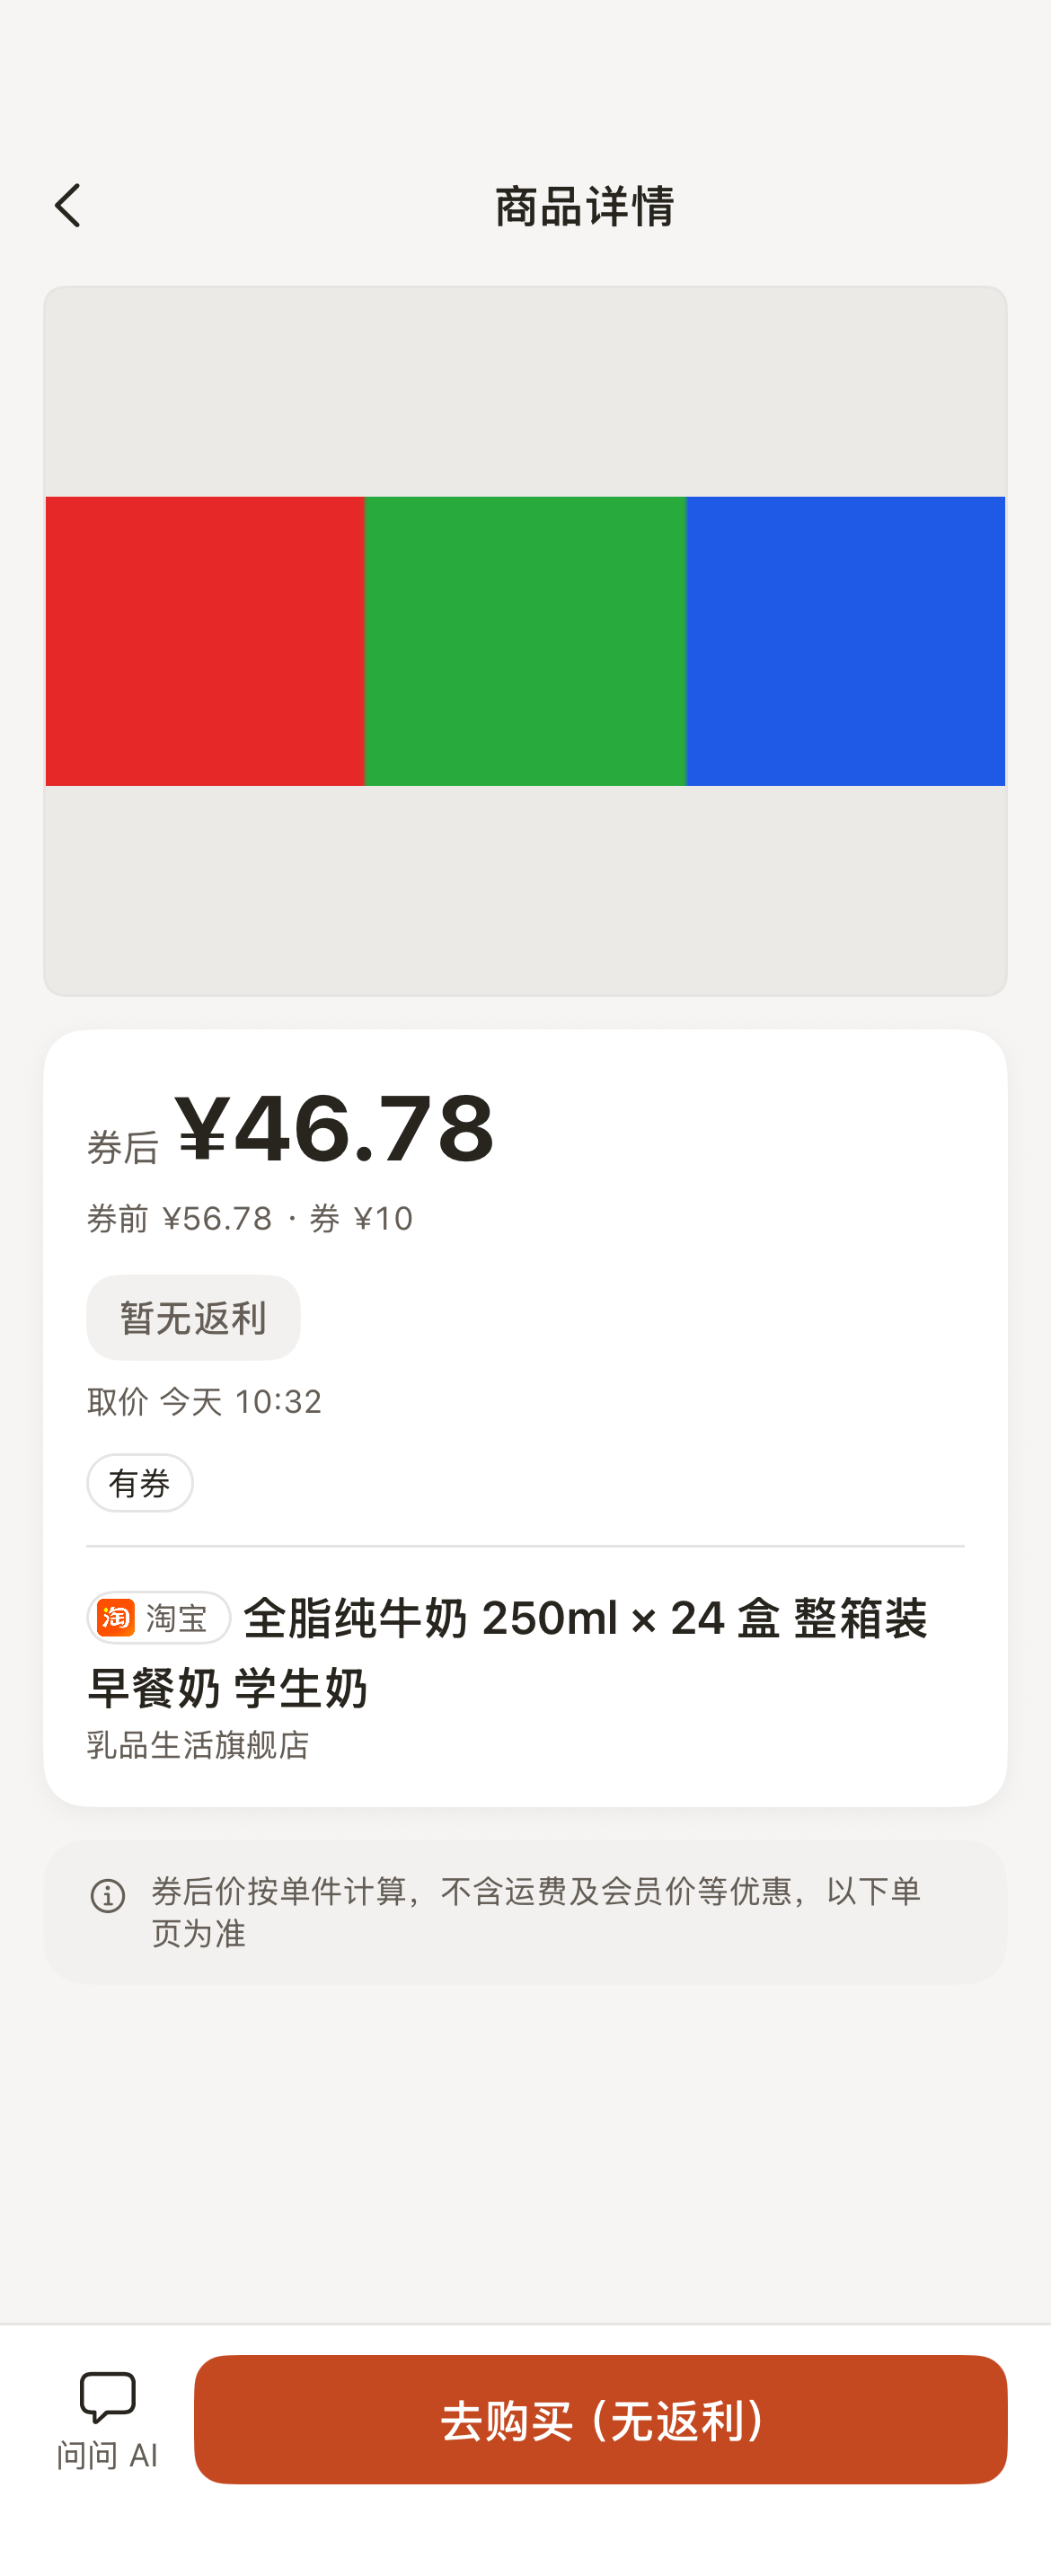 商品详情
券后 ¥46.78
券前 ¥56.78 · 券 ¥10
暂无返利
取价 今天 10:32
有券
淘 淘宝 全脂纯牛奶 250ml × 24 盒 整箱装
早餐奶 学生奶
乳品生活旗舰店
券后价按单件计算，不含运费及会员价等优惠，以下单
页为准
去购买（无返利）
问问 AI